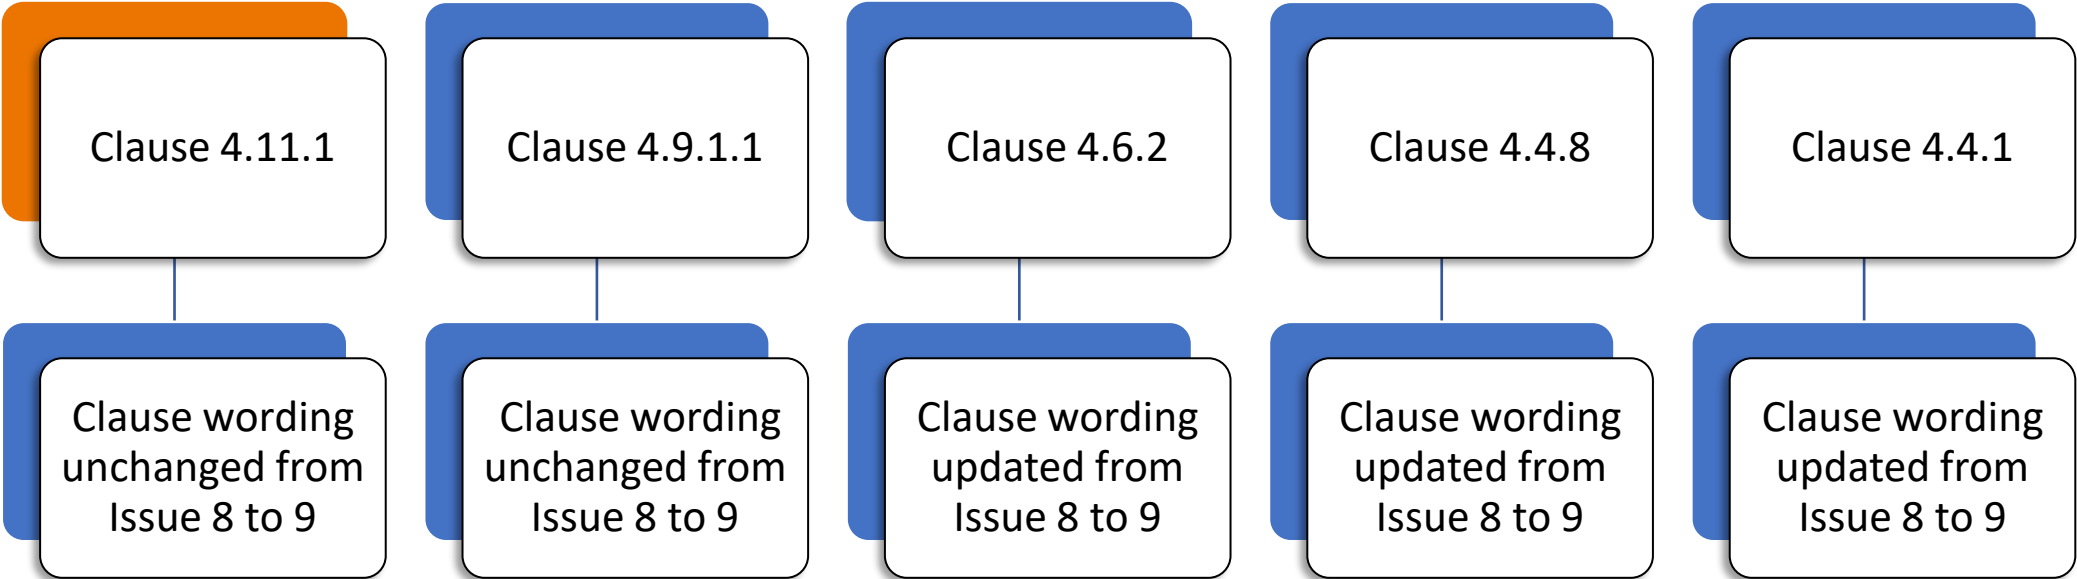 Clause 4.11.1
Clause 4.9.1.1
Clause 4.6.2
Clause 4.4.8
Clause 4.4.1
Clause wording
unchanged from
Issue 8 to 9
Clause wording
unchanged from
Issue 8 to 9
Clause wording
updated from
Issue 8 to 9
Clause wording
updated from
Issue 8 to 9
Clause wording
updated from
Issue 8 to 9